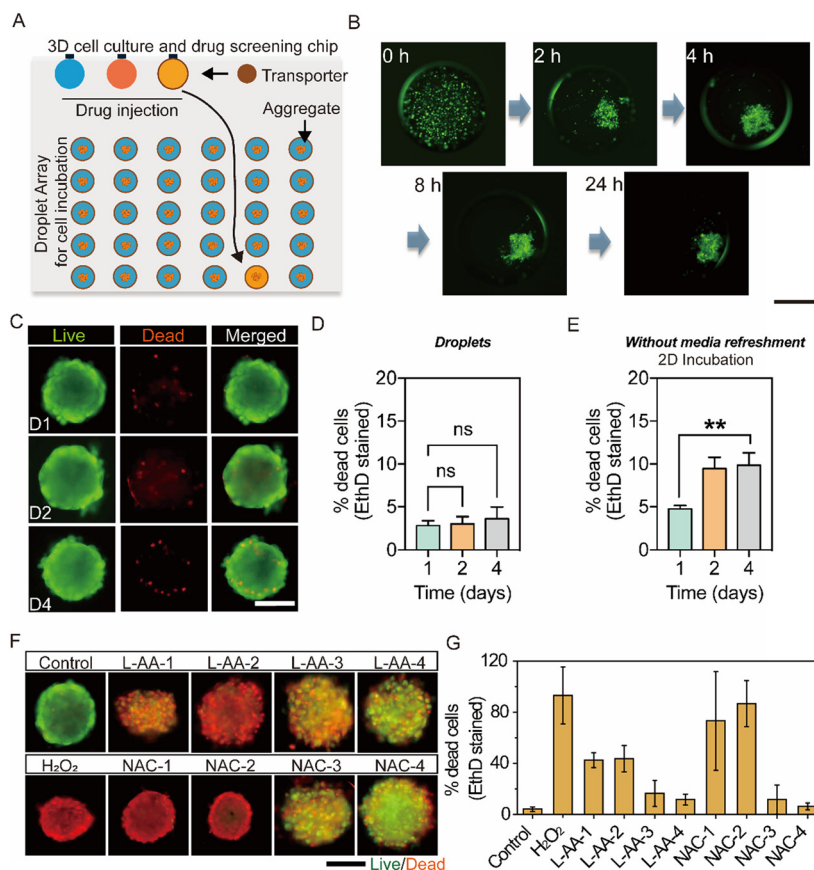 A
3D cell culture and drug screening chip
Transporter
Drug injection
Aggregate
Droplet Array
for cell incubation
B
0 h
2 h
4 h
8 h
24 h
C
Live
Dead
Merged
D1
D2
D4
D
Droplets
% dead cells
(EthD stained)
20
15
10
5
0
ns
ns
1
2
4
Time (days)
E
Without media refreshment
2D Incubation
% dead cells
(EthD stained)
20
15
10
5
0
**
1
2
4
Time (days)
F
Control
L-AA-1
L-AA-2
L-AA-3
L-AA-4
H₂O₂
NAC-1
NAC-2
NAC-3
NAC-4
Live/Dead
G
% dead cells
(EthD stained)
120
80
40
0
Control
H₂O₂
L-AA-1
L-AA-2
L-AA-3
L-AA-4
NAC-1
NAC-2
NAC-3
NAC-4